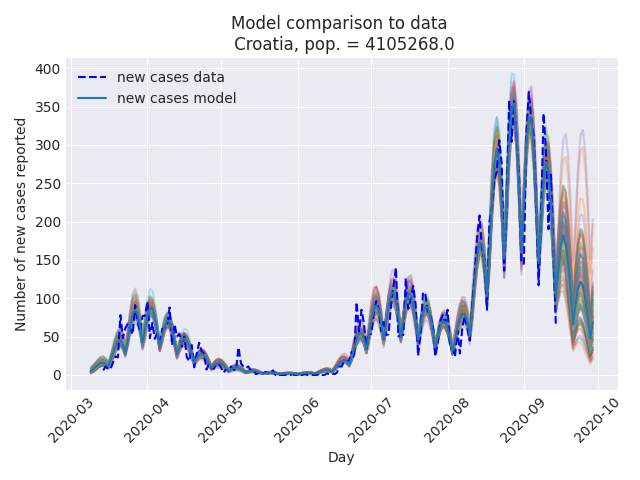 Model comparison to data
Croatia, pop. = 4105268.0
new cases data
new cases model
Number of new cases reported
400
350
300
250
200
150
100
50
0
2020-03
2020-04
2020-05
2020-06
2020-07
2020-08
2020-09
2020-10
Day